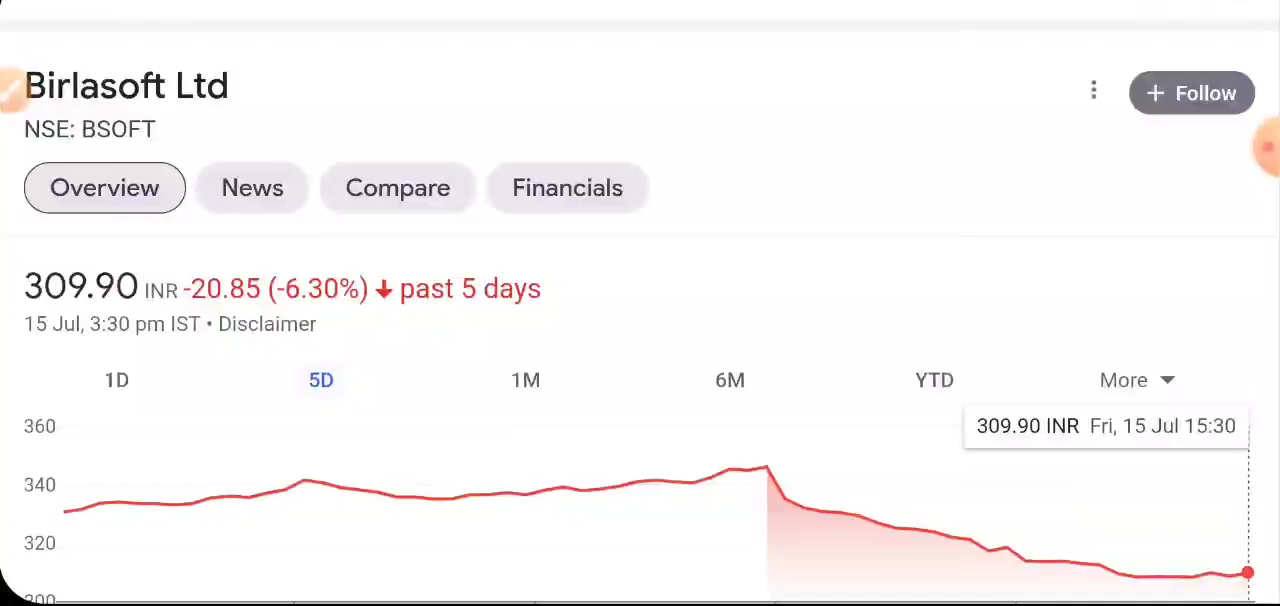 Birlasoft Ltd
+ Follow
NSE: BSOFT
Overview News Compare Financials
309.90 INR -20.85 (-6.30%) ↓ past 5 days
15 Jul, 3:30 pm IST • Disclaimer
1D 5D 1M 6M YTD More
360
309.90 INR Fri, 15 Jul 15:30
340
320
300